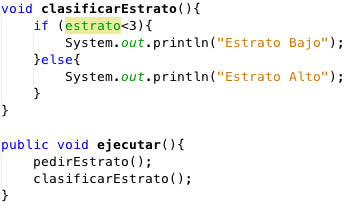 void clasificarEstrato(){
    if (estrato<3){
        System.out.println("Estrato Bajo");
    }else{
        System.out.println("Estrato Alto");
    }
}

public void ejecutar(){
    pedirEstrato();
    clasificarEstrato();
}